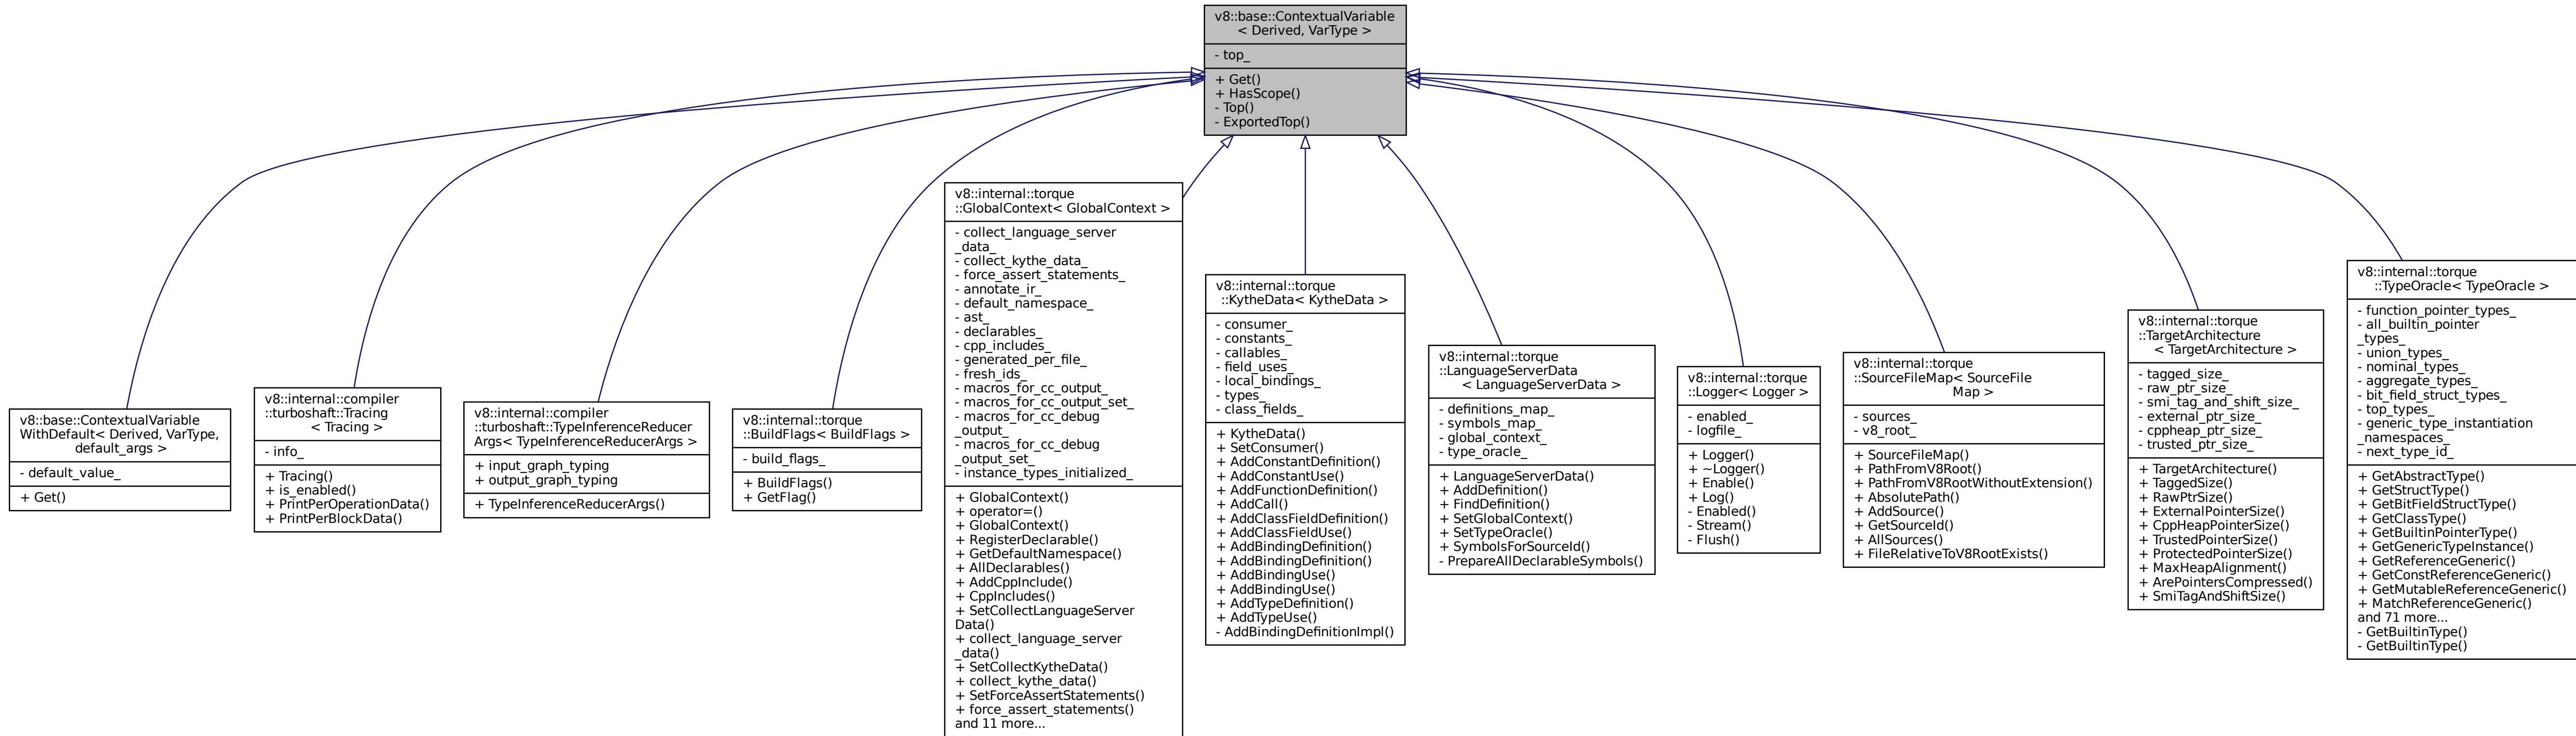 v8::base::ContextualVariable
< Derived, VarType >
- top_
+ Get()
+ HasScope()
- Top()
- ExportedTop()
v8::base::ContextualVariable
WithDefault< Derived, VarType,
default_args >
- default_value_
+ Get()
v8::internal::compiler
::turboshaft::Tracing
< Tracing >
- info_
+ Tracing()
+ is_enabled()
+ PrintPerOperationData()
+ PrintPerBlockData()
v8::internal::compiler
::turboshaft::TypeInferenceReducer
Args< TypeInferenceReducerArgs >
+ input_graph_typing
+ output_graph_typing
+ TypeInferenceReducerArgs()
v8::internal::torque
::BuildFlags< BuildFlags >
- build_flags_
+ BuildFlags()
+ GetFlag()
v8::internal::torque
::GlobalContext< GlobalContext >
- collect_language_server
_data_
- collect_kythe_data_
- force_assert_statements_
- annotate_ir_
- default_namespace_
- ast_
- declarables_
- cpp_includes_
- generated_per_file_
- fresh_ids_
- macros_for_cc_output_
- macros_for_cc_output_set_
- macros_for_cc_debug
_output_
- macros_for_cc_debug
_output_set_
- instance_types_initialized_
+ GlobalContext()
+ operator=()
+ GlobalContext()
+ RegisterDeclarable()
+ GetDefaultNamespace()
+ AllDeclarables()
+ AddCppInclude()
+ CppIncludes()
+ SetCollectLanguageServer
Data()
+ collect_language_server
_data()
+ SetCollectKytheData()
+ collect_kythe_data()
+ SetForceAssertStatements()
+ force_assert_statements()
and 11 more...
v8::internal::torque
::KytheData< KytheData >
- consumer_
- constants_
- callables_
- field_uses_
- local_bindings_
- types_
- class_fields_
+ KytheData()
+ SetConsumer()
+ AddConstantDefinition()
+ AddConstantUse()
+ AddFunctionDefinition()
+ AddCall()
+ AddClassFieldDefinition()
+ AddClassFieldUse()
+ AddBindingDefinition()
+ AddBindingDefinition()
+ AddBindingUse()
+ AddBindingUse()
+ AddTypeDefinition()
+ AddTypeUse()
- AddBindingDefinitionImpl()
v8::internal::torque
::LanguageServerData
< LanguageServerData >
- definitions_map_
- symbols_map_
- global_context_
- type_oracle_
+ LanguageServerData()
+ AddDefinition()
+ FindDefinition()
+ SetGlobalContext()
+ SetTypeOracle()
+ SymbolsForSourceId()
- PrepareAllDeclarableSymbols()
v8::internal::torque
::Logger< Logger >
- enabled_
- logfile_
+ Logger()
+ ~Logger()
+ Enable()
+ Log()
- Enabled()
- Stream()
- Flush()
v8::internal::torque
::SourceFileMap< SourceFile
Map >
- sources_
- v8_root_
+ SourceFileMap()
+ PathFromV8Root()
+ PathFromV8RootWithoutExtension()
+ AbsolutePath()
+ AddSource()
+ GetSourceId()
+ AllSources()
+ FileRelativeToV8RootExists()
v8::internal::torque
::TargetArchitecture
< TargetArchitecture >
- tagged_size_
- raw_ptr_size_
- smi_tag_and_shift_size_
- external_ptr_size_
- cppheap_ptr_size_
- trusted_ptr_size_
+ TargetArchitecture()
+ TaggedSize()
+ RawPtrSize()
+ ExternalPointerSize()
+ CppHeapPointerSize()
+ TrustedPointerSize()
+ ProtectedPointerSize()
+ MaxHeapAlignment()
+ ArePointersCompressed()
+ SmiTagAndShiftSize()
v8::internal::torque
::TypeOracle< TypeOracle >
- function_pointer_types_
- all_builtin_pointer
_types_
- union_types_
- nominal_types_
- aggregate_types_
- bit_field_struct_types_
- top_types_
- generic_type_instantiation
_namespaces_
- next_type_id_
+ GetAbstractType()
+ GetStructType()
+ GetBitFieldStructType()
+ GetClassType()
+ GetBuiltinPointerType()
+ GetGenericTypeInstance()
+ GetReferenceGeneric()
+ GetConstReferenceGeneric()
+ GetMutableReferenceGeneric()
+ MatchReferenceGeneric()
and 71 more...
- GetBuiltinType()
- GetBuiltinType()